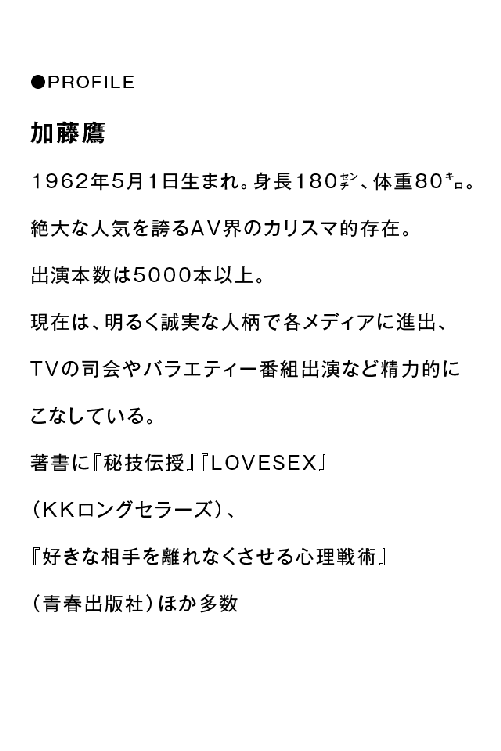 ●PROFILE
加藤鷹
1962年5月1日生まれ。身長180㌢、体重80㌔。
絶大な人気を誇るAV界のカリスマ的存在。
出演本数は5000本以上。
現在は、明るく誠実な人柄で各メディアに進出、
TVの司会やバラエティー番組出演など精力的に
こなしている。
著書に『秘技伝授』『LOVESEX』
（KKロングセラーズ）、
『好きな相手を離れなくさせる心理戦術』
（青春出版社）ほか多数